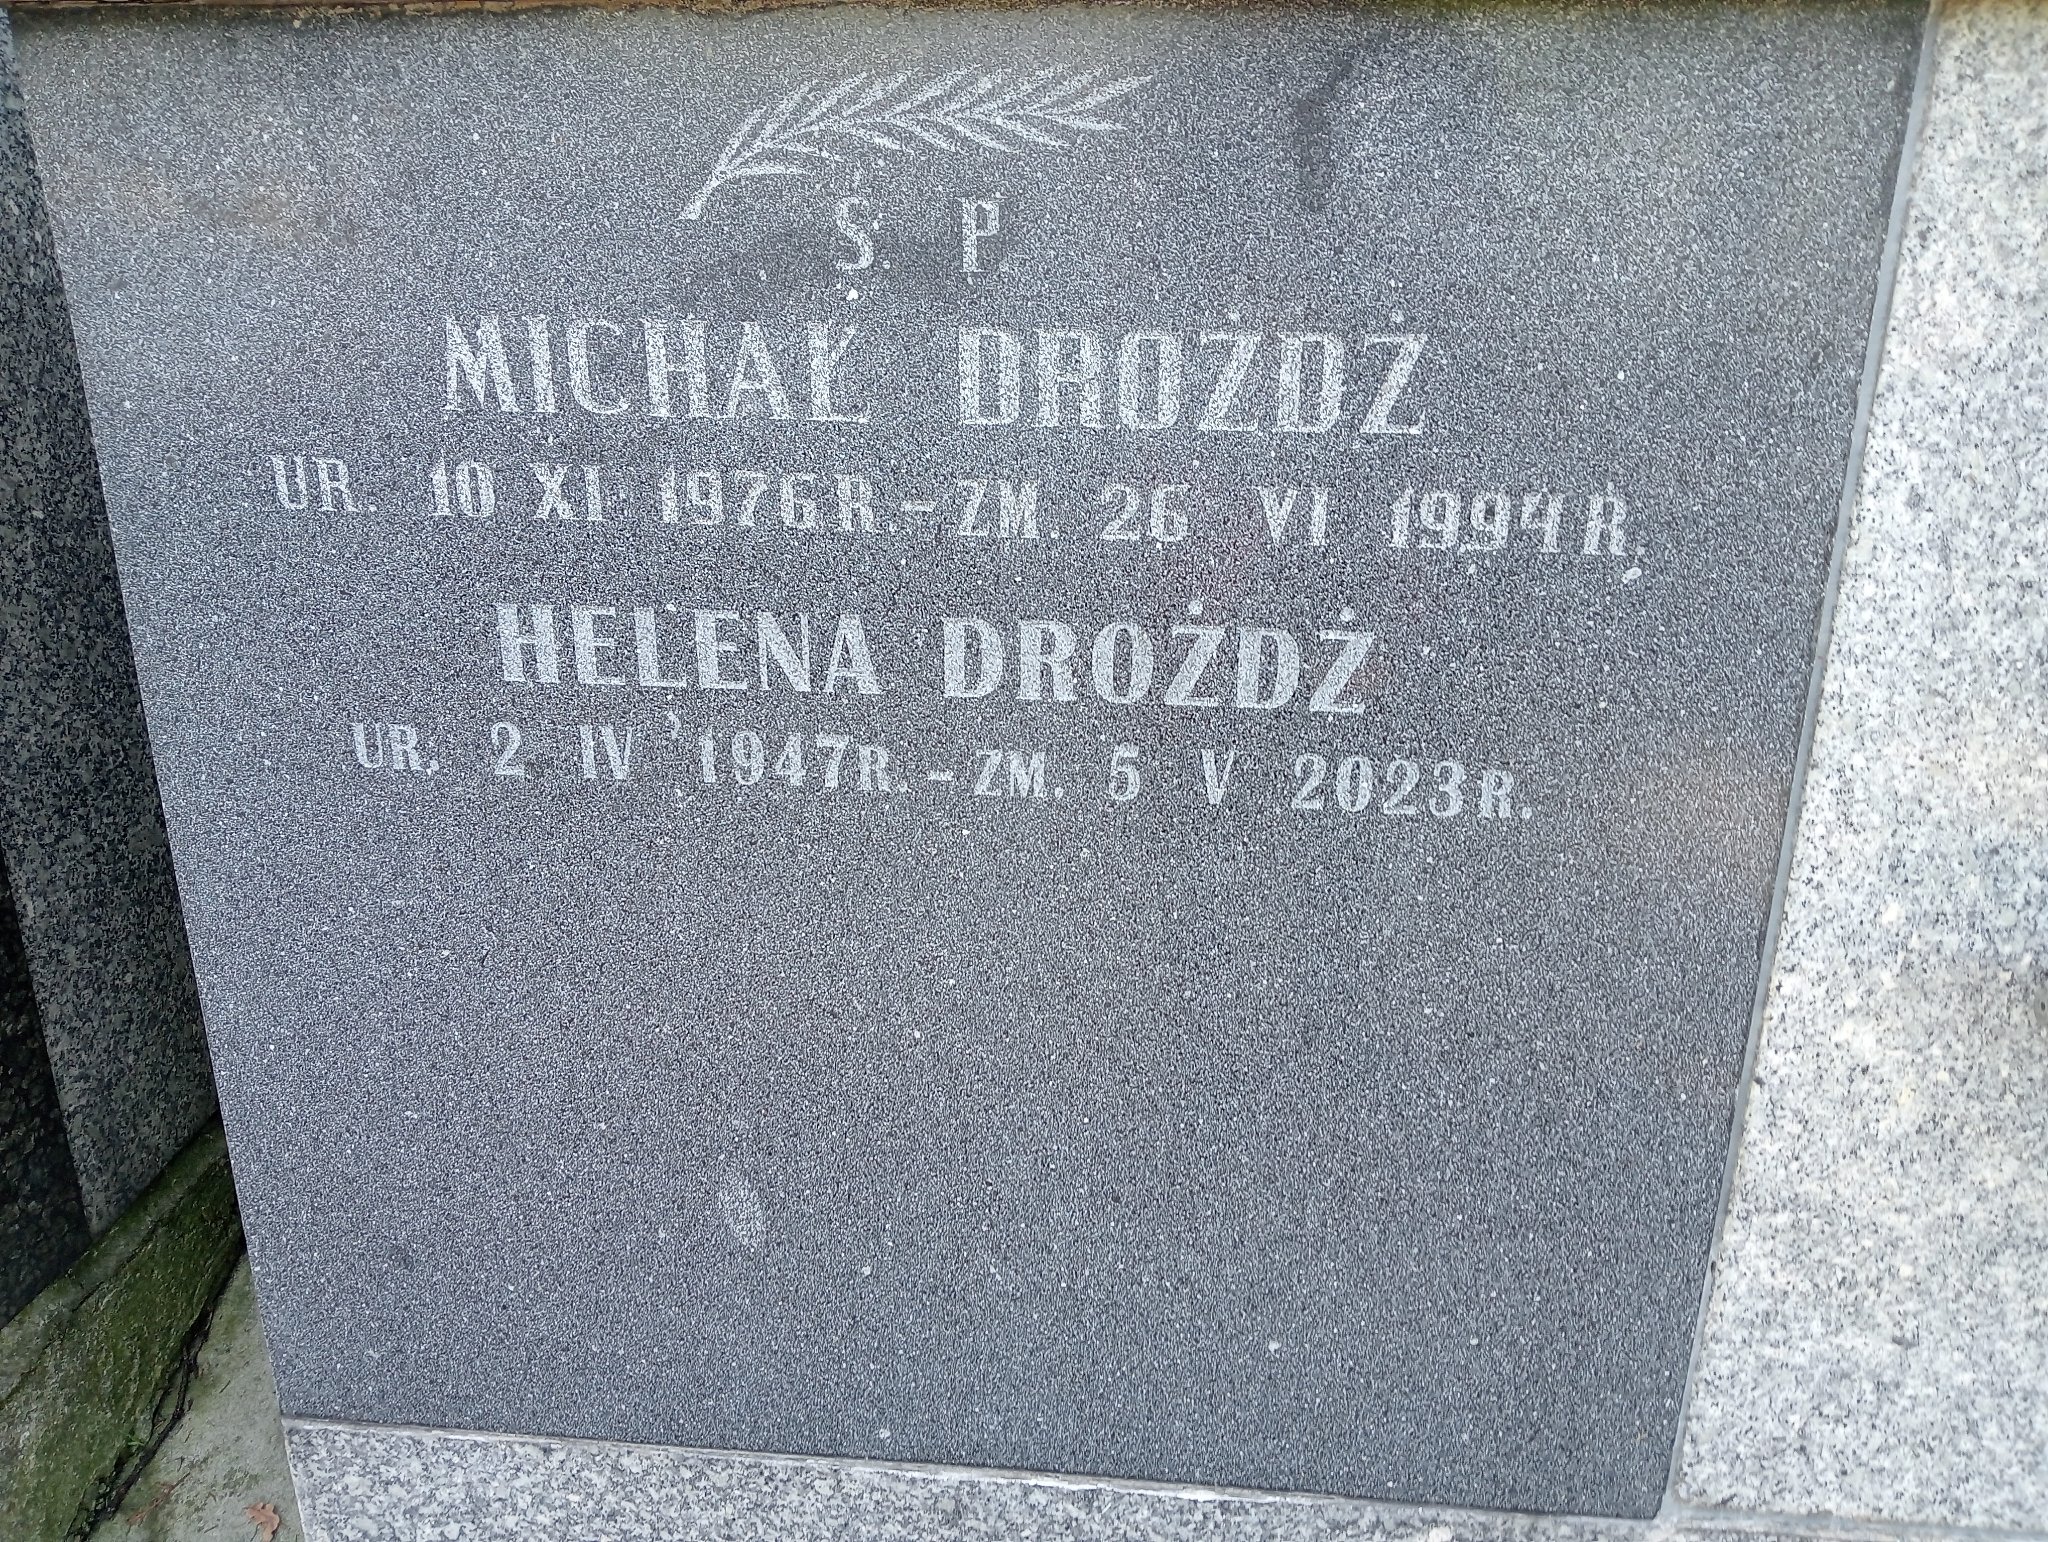 Ś. P.
MICHAŁ DROŻDŻ
UR. 10 XI 1976 R. - ZM. 26 VI 1994 R.
HELENA DROŻDŻ
UR. 2 IV 1947 R. - ZM. 5 V 2023 R.